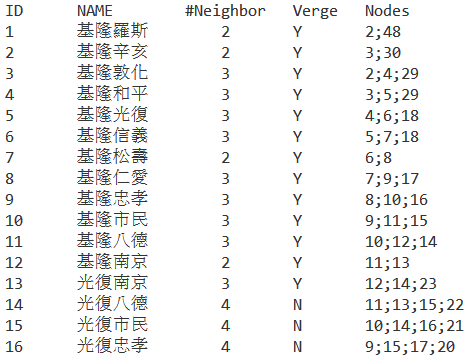 ID NAME #Neighbor Verge Nodes
1 基隆羅斯 2 Y 2;48
2 基隆辛亥 2 Y 3;30
3 基隆敦化 3 Y 2;4;29
4 基隆和平 3 Y 3;5;29
5 基隆光復 3 Y 4;6;18
6 基隆信義 3 Y 5;7;18
7 基隆松壽 2 Y 6;8
8 基隆仁愛 3 Y 7;9;17
9 基隆忠孝 3 Y 8;10;16
10 基隆市民 3 Y 9;11;15
11 基隆八德 3 Y 10;12;14
12 基隆南京 2 Y 11;13
13 光復南京 3 Y 12;14;23
14 光復八德 4 N 11;13;15;22
15 光復市民 4 N 10;14;16;21
16 光復忠孝 4 N 9;15;17;20